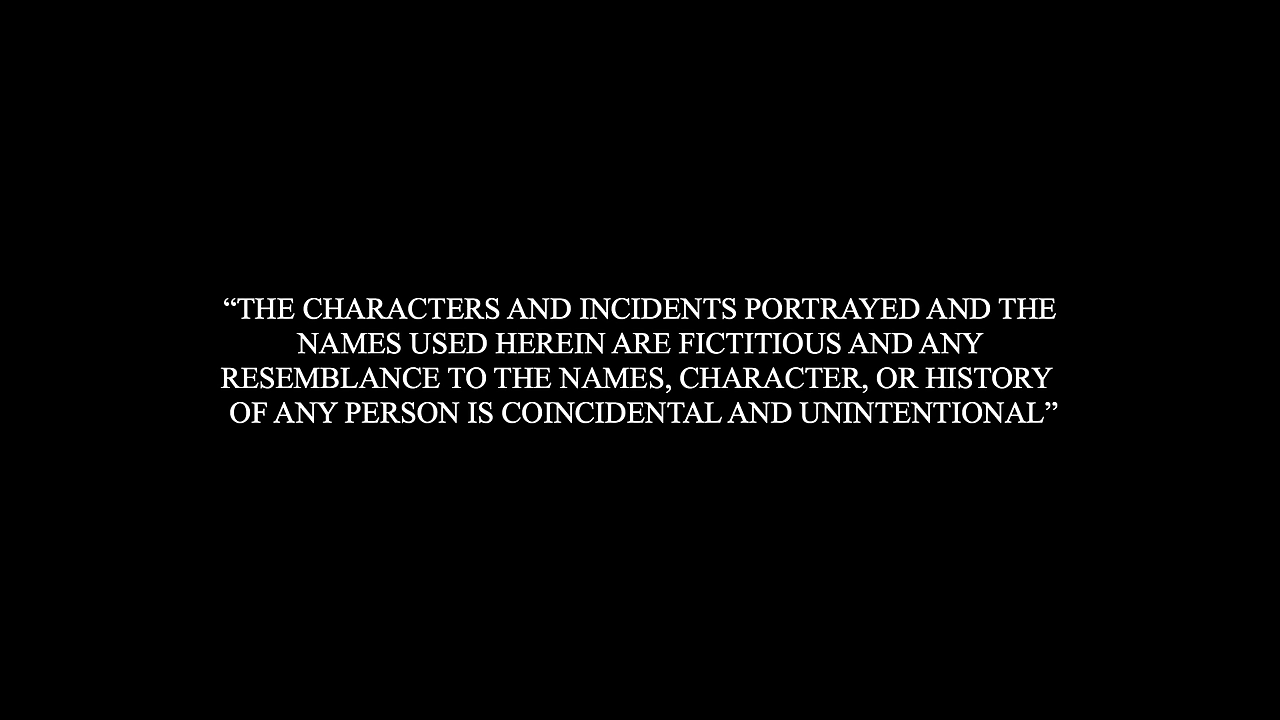 “THE CHARACTERS AND INCIDENTS PORTRAYED AND THE
NAMES USED HEREIN ARE FICTITIOUS AND ANY
RESEMBLANCE TO THE NAMES, CHARACTER, OR HISTORY
OF ANY PERSON IS COINCIDENTAL AND UNINTENTIONAL”